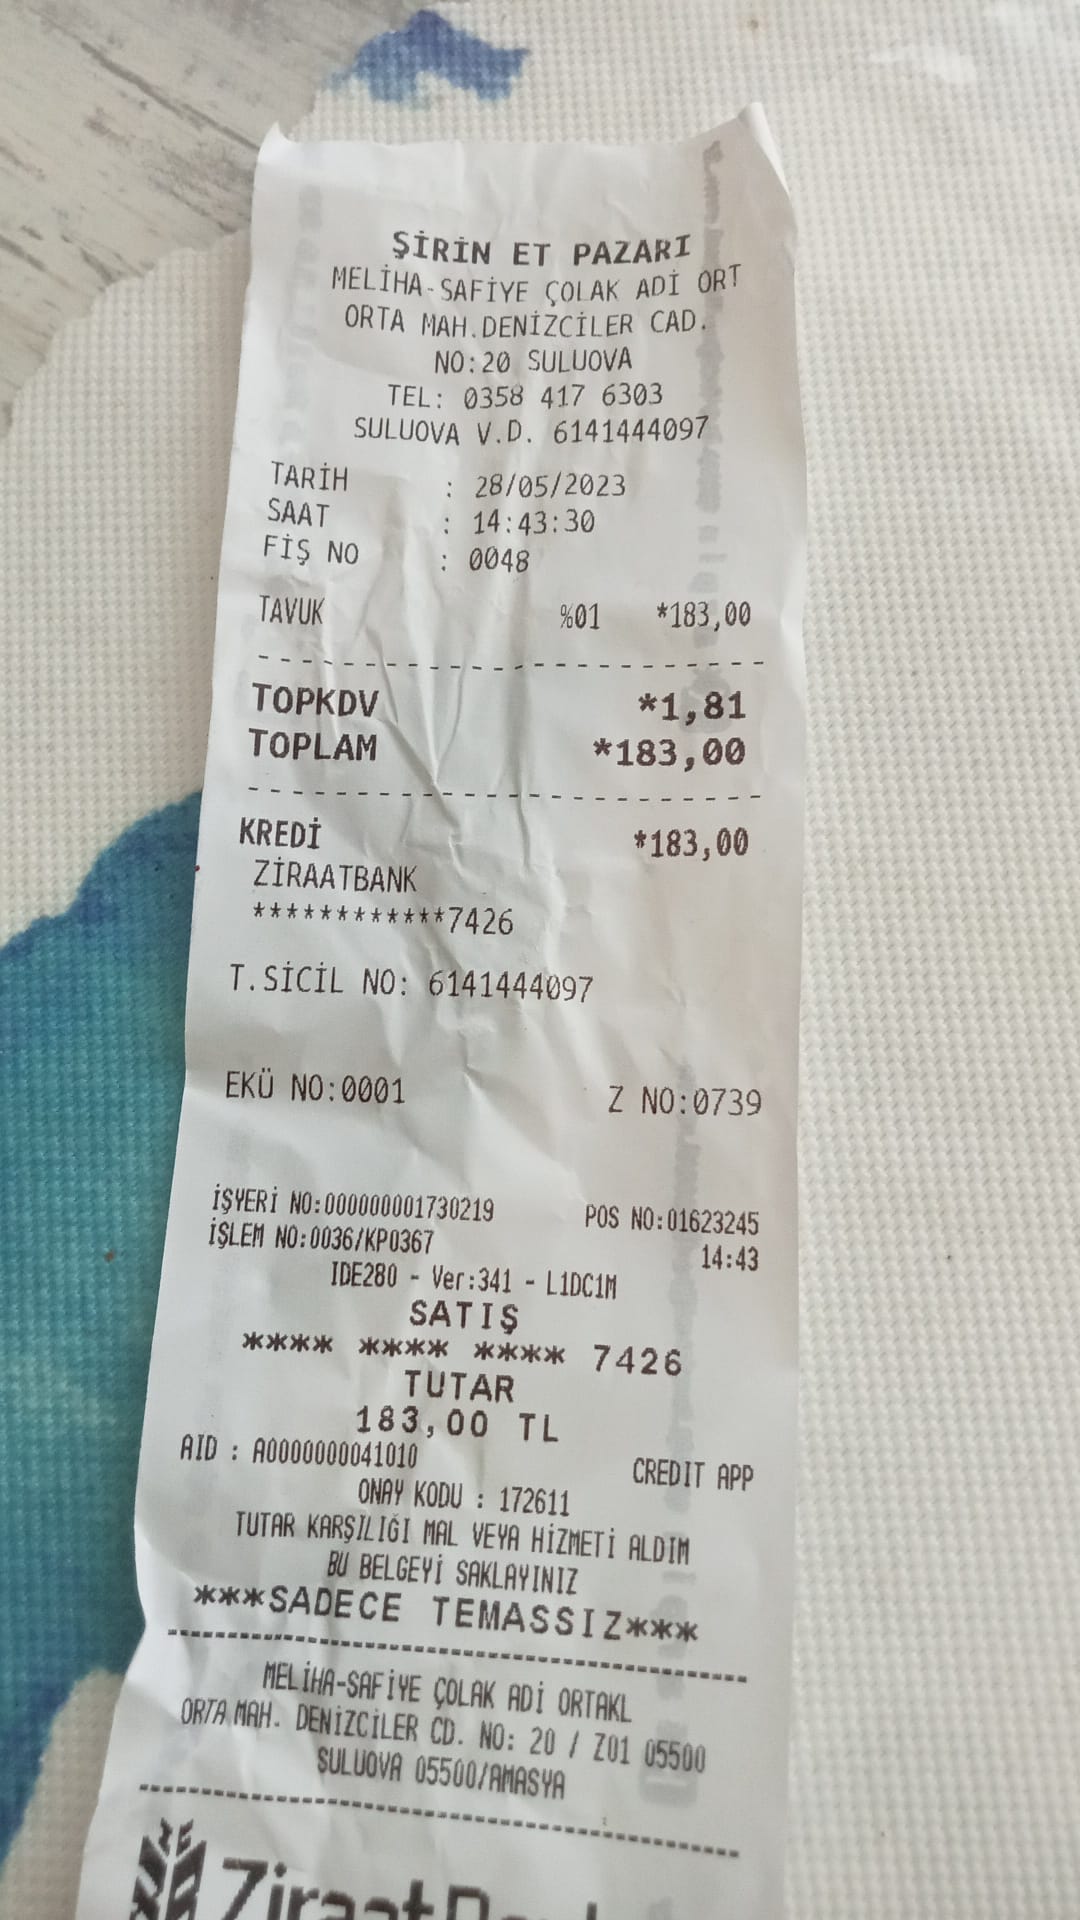 ŞİRİN ET PAZARI
MELİHA-SAFİYE ÇOLAK ADİ ORT
ORTA MAH.DENİZCİLER CAD.
NO:20 SULUOVA
TEL: 0358 417 6303
SULUOVA V.D. 6141444097
TARİH : 28/05/2023
SAAT : 14:43:30
FİŞ NO : 0048
TAVUK %01 *183,00
TOPKDV *1,81
TOPLAM *183,00
KREDİ *183,00
ZİRAATBANK
************7426
T.SİCİL NO: 6141444097
EKÜ NO:0001 Z NO:0739
İŞYERİ NO:000000001730219 POS NO:01623245
İŞLEM NO:0036/KP0367 14:43
IDE280 - Ver:341 - L1DC1M
SATIŞ
**** **** **** 7426
TUTAR
183,00 TL
AID : A0000000041010 CREDIT APP
ONAY KODU : 172611
TUTAR KARŞILIĞI MAL VEYA HİZMETİ ALDIM
BU BELGEYİ SAKLAYINIZ
***SADECE TEMASSIZ***
MELİHA-SAFİYE ÇOLAK ADİ ORTAKL
ORTA MAH. DENİZCİLER CD. NO: 20 / Z01 05500
SULUOVA 05500/AMASYA
Ziraat